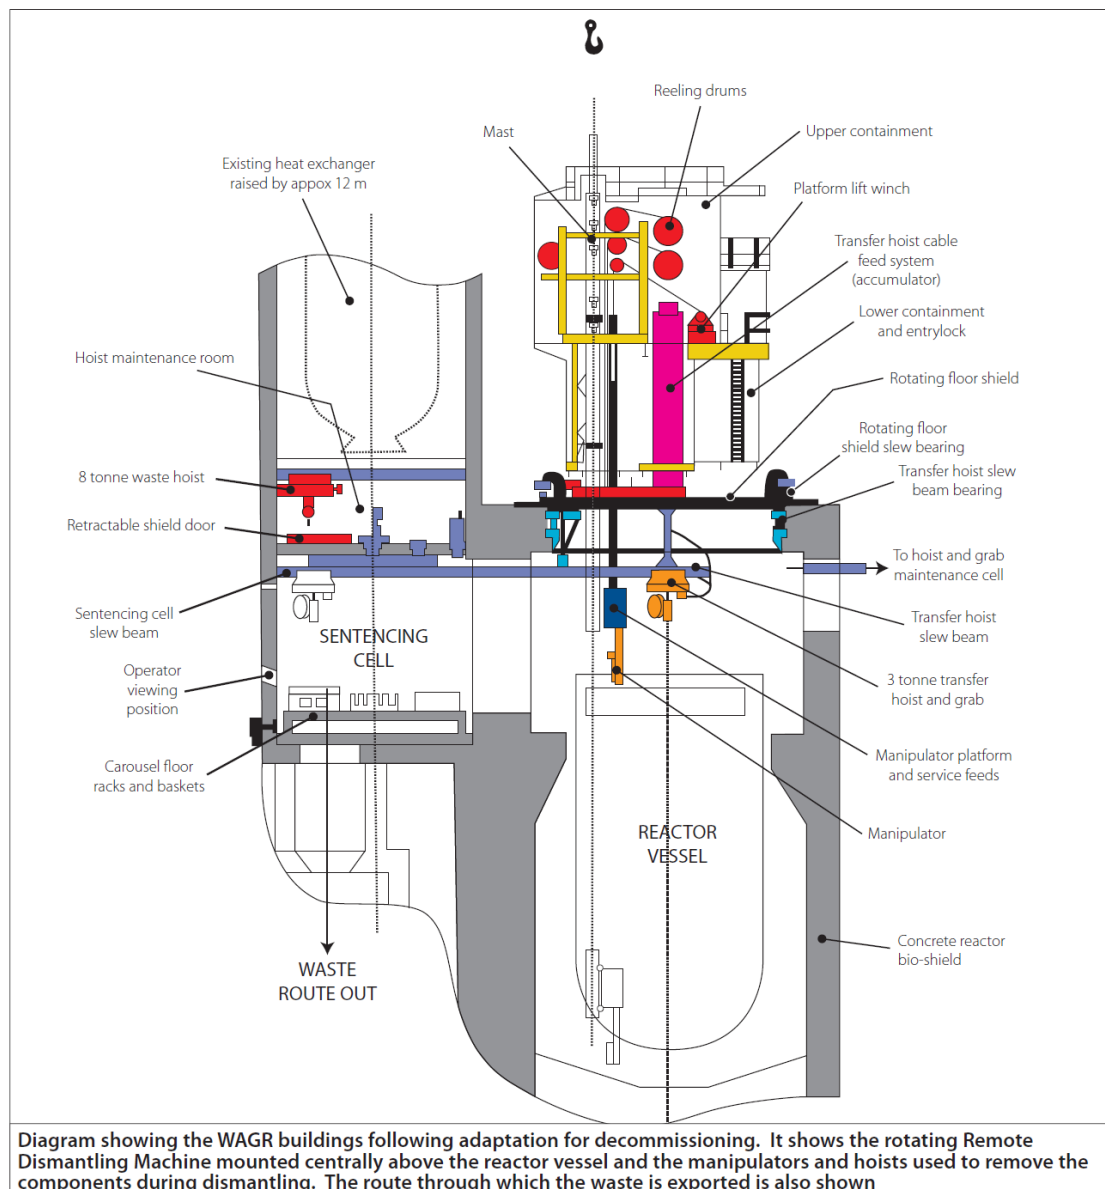 Reeling drums
Mast
Upper containment
Existing heat exchanger
raised by appox 12 m
Platform lift winch
Transfer hoist cable
feed system
(accumulator)
Lower containment
and entrylock
Hoist maintenance room
Rotating floor shield
Rotating floor
shield slew bearing
8 tonne waste hoist
Transfer hoist slew
beam bearing
Retractable shield door
To hoist and grab
maintenance cell
Sentencing cell
slew beam
SENTENCING
CELL
Transfer hoist
slew beam
Operator
viewing
position
3 tonne transfer
hoist and grab
Carousel floor
racks and baskets
Manipulator platform
and service feeds
REACTOR
VESSEL
Manipulator
WASTE
ROUTE OUT
Concrete reactor
bio-shield
Diagram showing the WAGR buildings following adaptation for decommissioning. It shows the rotating Remote
Dismantling Machine mounted centrally above the reactor vessel and the manipulators and hoists used to remove the
components during dismantling. The route through which the waste is exported is also shown